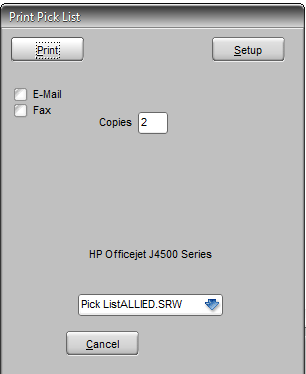 Print Pick List
Print
Setup
E-Mail
Fax
Copies 2
HP Officejet J4500 Series
Pick ListALLIED.SRW
Cancel